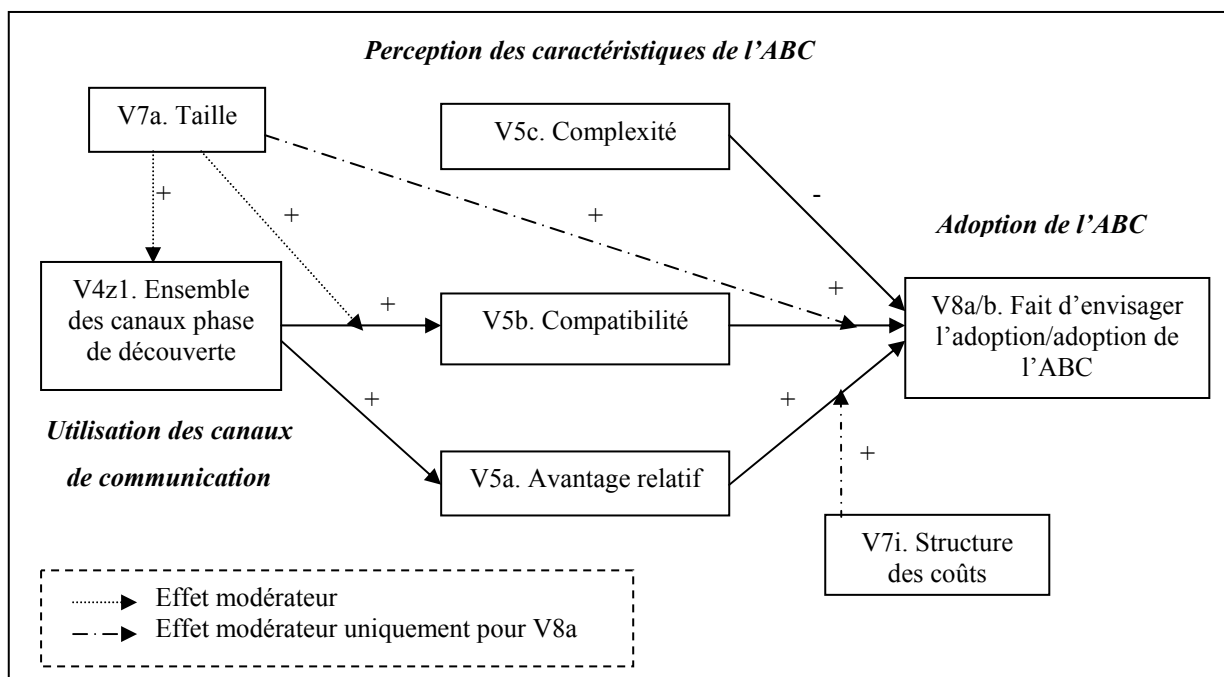 Perception des caractéristiques de l’ABC
V7a. Taille
V5c. Complexité
+
+
+
-
Adoption de l’ABC
V4z1. Ensemble
des canaux phase
de découverte
+
V5b. Compatibilité
+
V8a/b. Fait d’envisager
l’adoption/adoption de
l’ABC
+
+
Utilisation des canaux
de communication
+
V5a. Avantage relatif
V7i. Structure
des coûts
Effet modérateur
Effet modérateur uniquement pour V8a